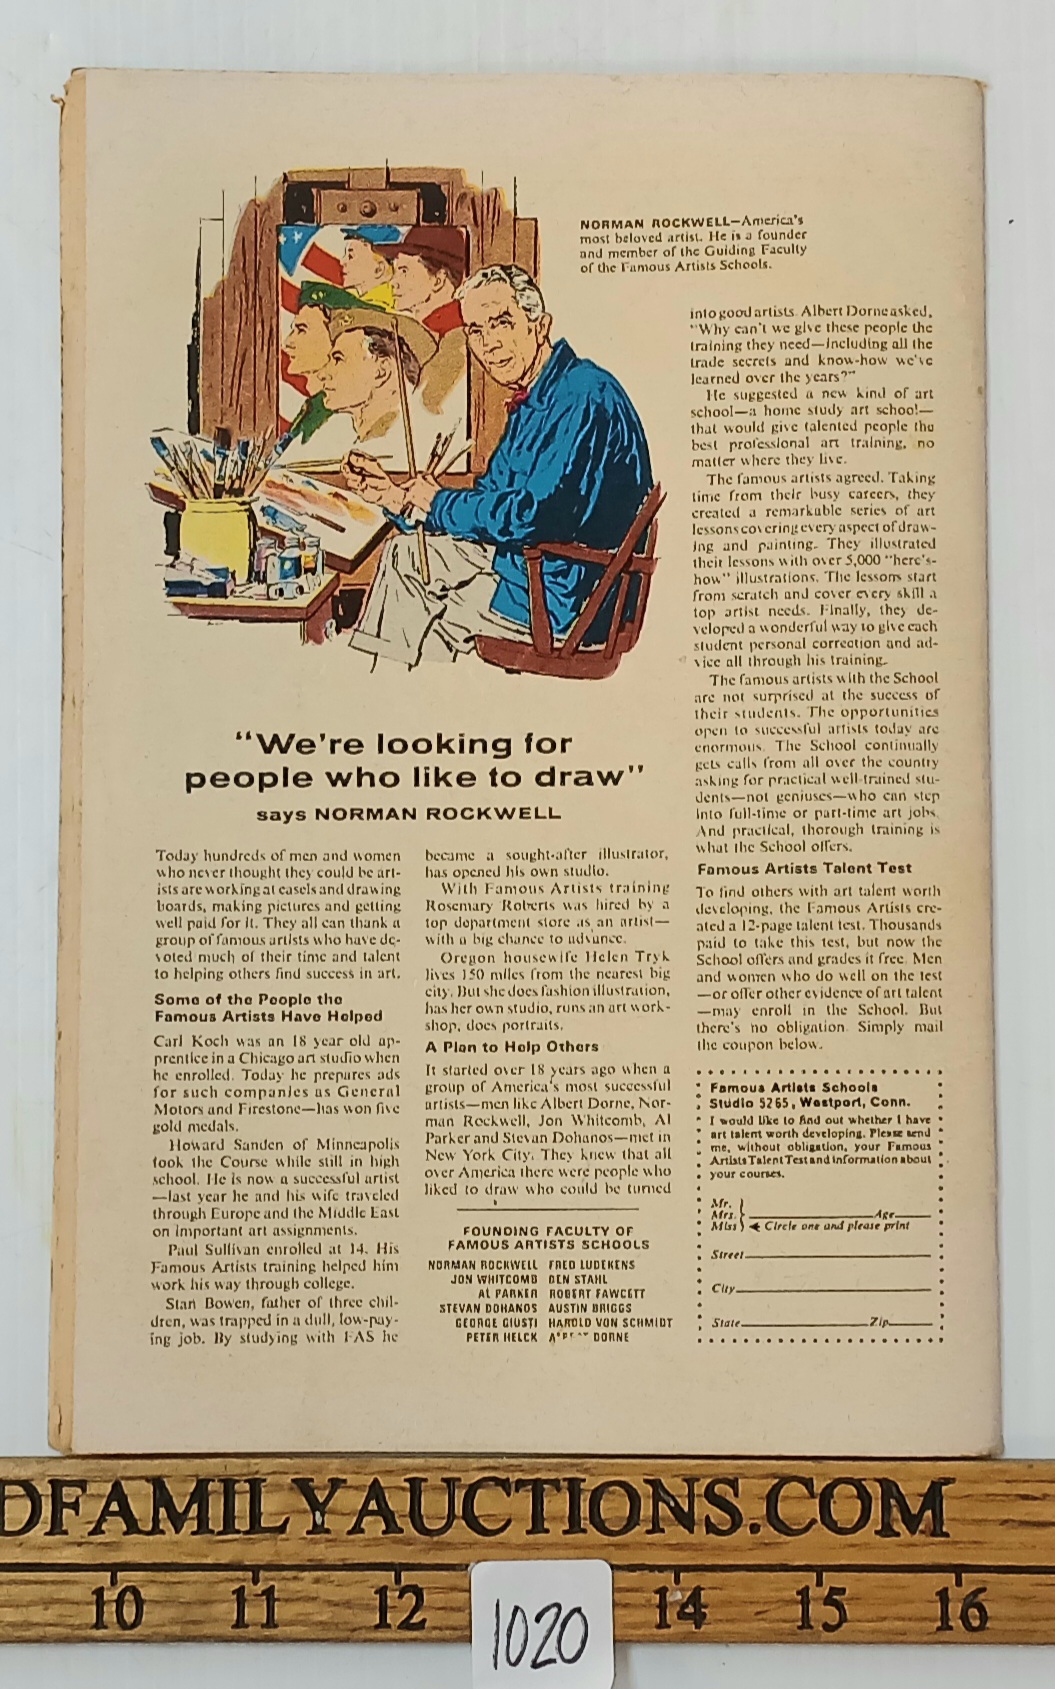 NORMAN ROCKWELL—America's
most beloved artist. He is a founder
and member of the Guiding Faculty
of the Famous Artists Schools.
"We're looking for
people who like to draw"
says NORMAN ROCKWELL
Today hundreds of men and women
who never thought they could be art-
ists are working at easels and drawing
boards, making pictures and getting
well paid for it. They all can thank a
group of famous artists who have de-
voted much of their time and talent
to helping others find success in art.
Some of the People the
Famous Artists Have Helped
Carl Koch was an 18 year old ap-
prentice in a Chicago art studio when
he enrolled. Today he prepares ads
for such companies as General
Motors and Firestone—has won five
gold medals.
Howard Sanden of Minneapolis
took the Course while still in high
school. He is now a successful artist
—last year he and his wife traveled
through Europe and the Middle East
on important art assignments.
Paul Sullivan enrolled at 14. His
Famous Artists training helped him
work his way through college.
Stan Bowen, father of three chil-
dren, was trapped in a dull, low-pay-
ing job. By studying with FAS he
became a sought-after illustrator,
has opened his own studio.
With Famous Artists training
Rosemary Roberts was hired by a
top department store as an artist—
with a big chance to advance.
Oregon housewife Helen Tryk
lives 150 miles from the nearest big
city. But she does fashion illustration,
has her own studio, runs an art work-
shop, does portraits.
A Plan to Help Others
It started over 18 years ago when a
group of America's most successful
artists—men like Albert Dorne, Nor-
man Rockwell, Jon Whitcomb, Al
Parker and Stevan Dohanos—met in
New York City. They knew that all
over America there were people who
liked to draw who could be turned
into good artists. Albert Dorne asked,
"Why can't we give these people the
training they need—including all the
trade secrets and know-how we've
learned over the years?"
He suggested a new kind of art
school—a home study art school—
that would give talented people the
best professional art training, no
matter where they live.
The famous artists agreed. Taking
time from their busy careers, they
created a remarkable series of art
lessons covering every aspect of draw-
ing and painting. They illustrated
their lessons with over 5,000 "here's-
how" illustrations. The lessons start
from scratch and cover every skill a
top artist needs. Finally, they de-
veloped a wonderful way to give each
student personal correction and ad-
vice all through his training.
The famous artists with the School
are not surprised at the success of
their students. The opportunities
open to successful artists today are
enormous. The School continually
gets calls from all over the country
asking for practical well-trained stu-
dents—not geniuses—who can step
into full-time or part-time art jobs.
And practical, thorough training is
what the School offers.
Famous Artists Talent Test
To find others with art talent worth
developing, the Famous Artists cre-
ated a 12-page talent test. Thousands
paid to take this test, but now the
School offers and grades it free. Men
and women who do well on the test
—or offer other evidence of art talent
—may enroll in the School. But
there's no obligation. Simply mail
the coupon below.
FOUNDING FACULTY OF
FAMOUS ARTISTS SCHOOLS
NORMAN ROCKWELL FRED LUDEKENS
JON WHITCOMB BEN STAHL
AL PARKER ROBERT FAWCETT
STEVAN DOHANOS AUSTIN BRIGGS
GEORGE GIUSTI HAROLD VON SCHMIDT
PETER HELCK DORNE
Famous Artists Schools
Studio 5265, Westport, Conn.
I would like to find out whether I have
art talent worth developing. Please send
me, without obligation, your Famous
Artists Talent Test and information about
your courses.
Mr.
Mrs. Age
Miss Circle one and please print
Street
City
State Zip
DFAMILYAUCTIONS.COM
10 11 12 14 15 16
1020